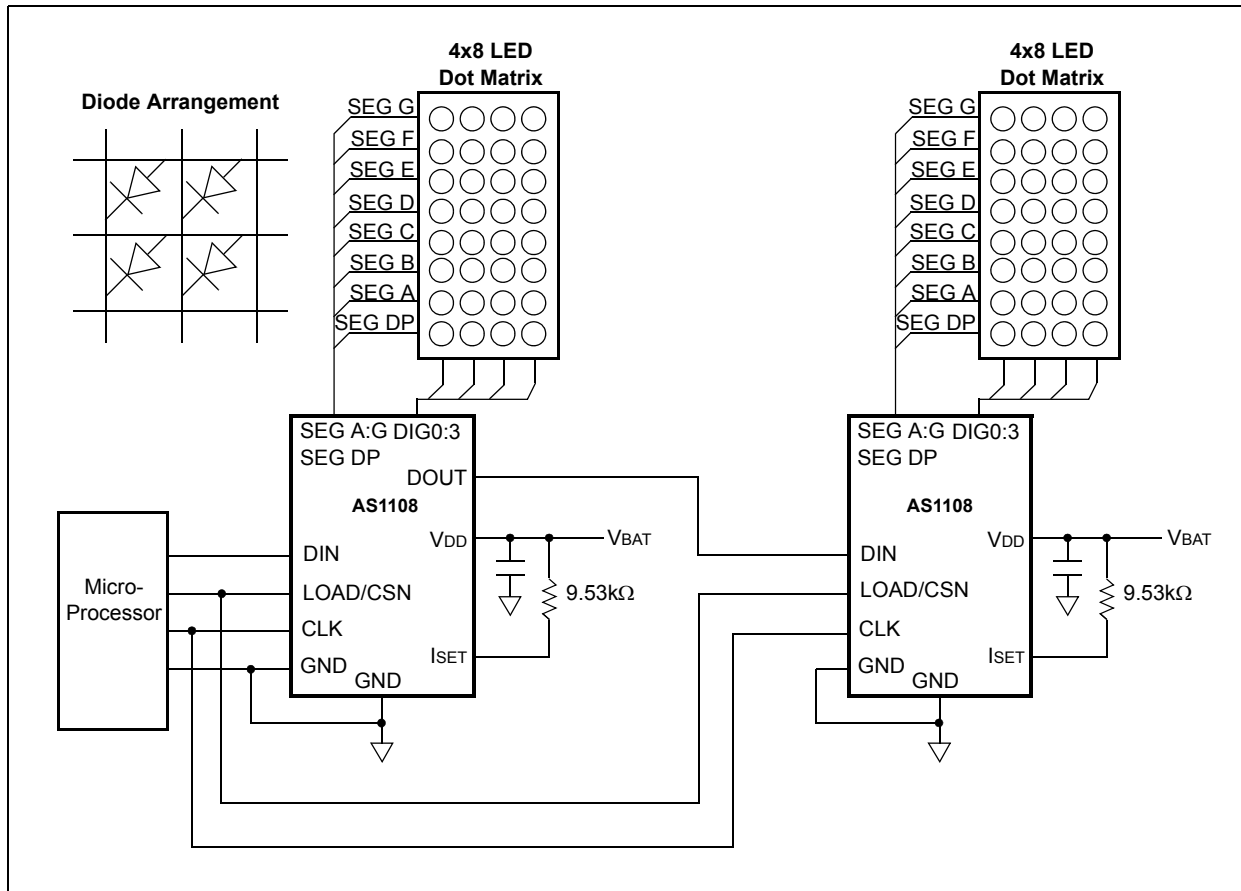 4x8 LED
Dot Matrix
4x8 LED
Dot Matrix
Diode Arrangement
SEG G
SEG F
SEG E
SEG D
SEG C
SEG B
SEG A
SEG DP
SEG G
SEG F
SEG E
SEG D
SEG C
SEG B
SEG A
SEG DP
SEG A:G DIG0:3
SEG DP
DOUT
AS1108
VDD
VBAT
DIN
LOAD/CSN
9.53kΩ
CLK
ISET
GND
GND
Micro-
Processor
SEG A:G DIG0:3
SEG DP
AS1108
VDD
VBAT
DIN
LOAD/CSN
9.53kΩ
CLK
ISET
GND
GND